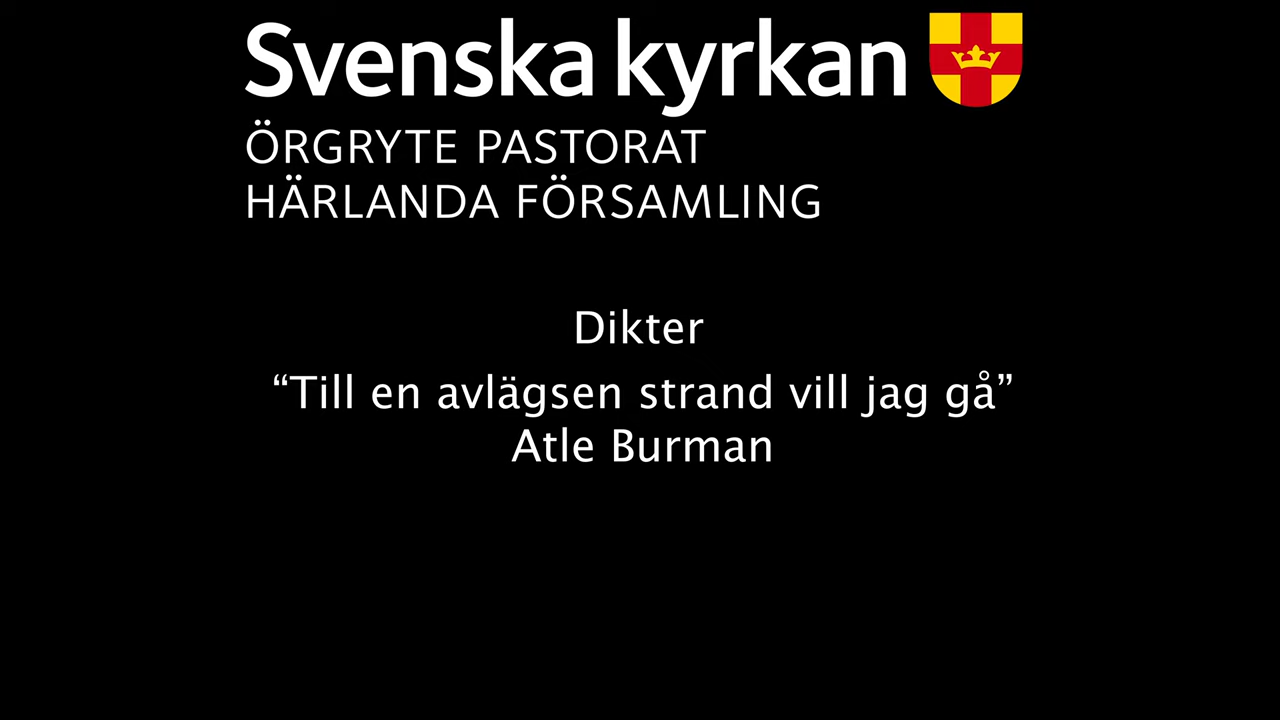 Svenska kyrkan
ÖRGRYTE PASTORAT
HÄRLANDA FÖRSAMLING
Dikter
“Till en avlägsen strand vill jag gå”
Atle Burman